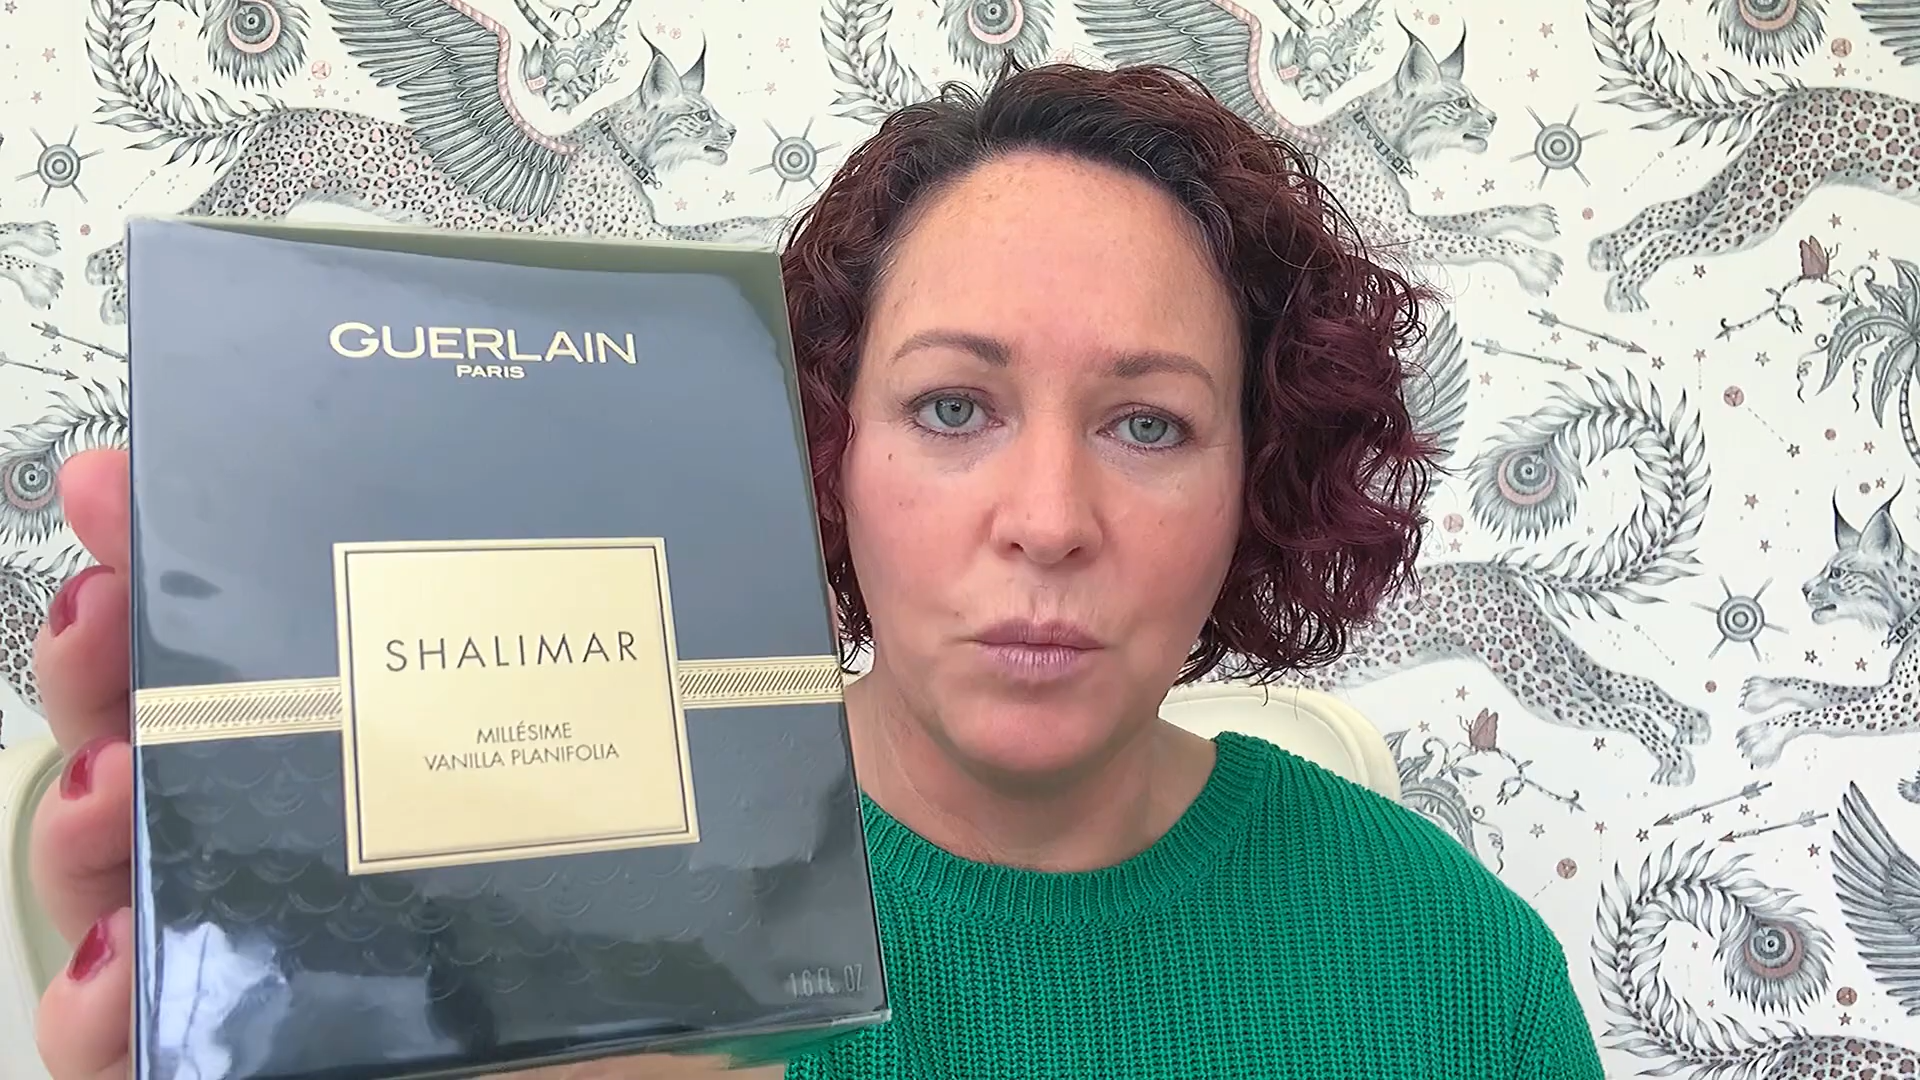 GUERLAIN
PARIS
SHALIMAR
MILLÉSIME
VANILLA PLANIFOLIA
1.6 FL. OZ